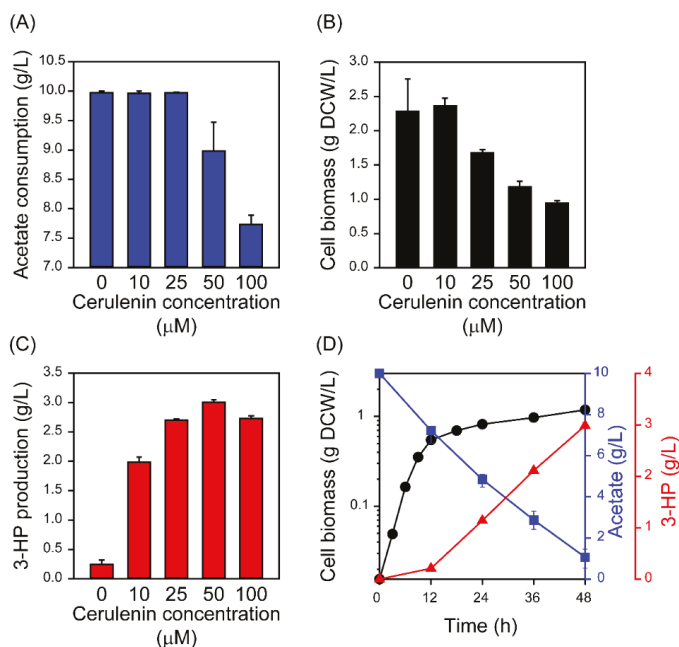 (A)
Acetate consumption (g/L)
10.5
10.0
9.5
9.0
8.5
8.0
7.5
7.0
0 10 25 50 100
Cerulenin concentration
(μM)
(B)
Cell biomass (g DCW/L)
3.0
2.5
2.0
1.5
1.0
0.5
0.0
0 10 25 50 100
Cerulenin concentration
(μM)
(C)
3-HP production (g/L)
3.5
3.0
2.5
2.0
1.5
1.0
0.5
0.0
0 10 25 50 100
Cerulenin concentration
(μM)
(D)
Cell biomass (g DCW/L)
1
0.1
0 12 24 36 48
Time (h)
10
8
6
4
2
0
Acetate (g/L)
4
3
2
1
0
3-HP (g/L)